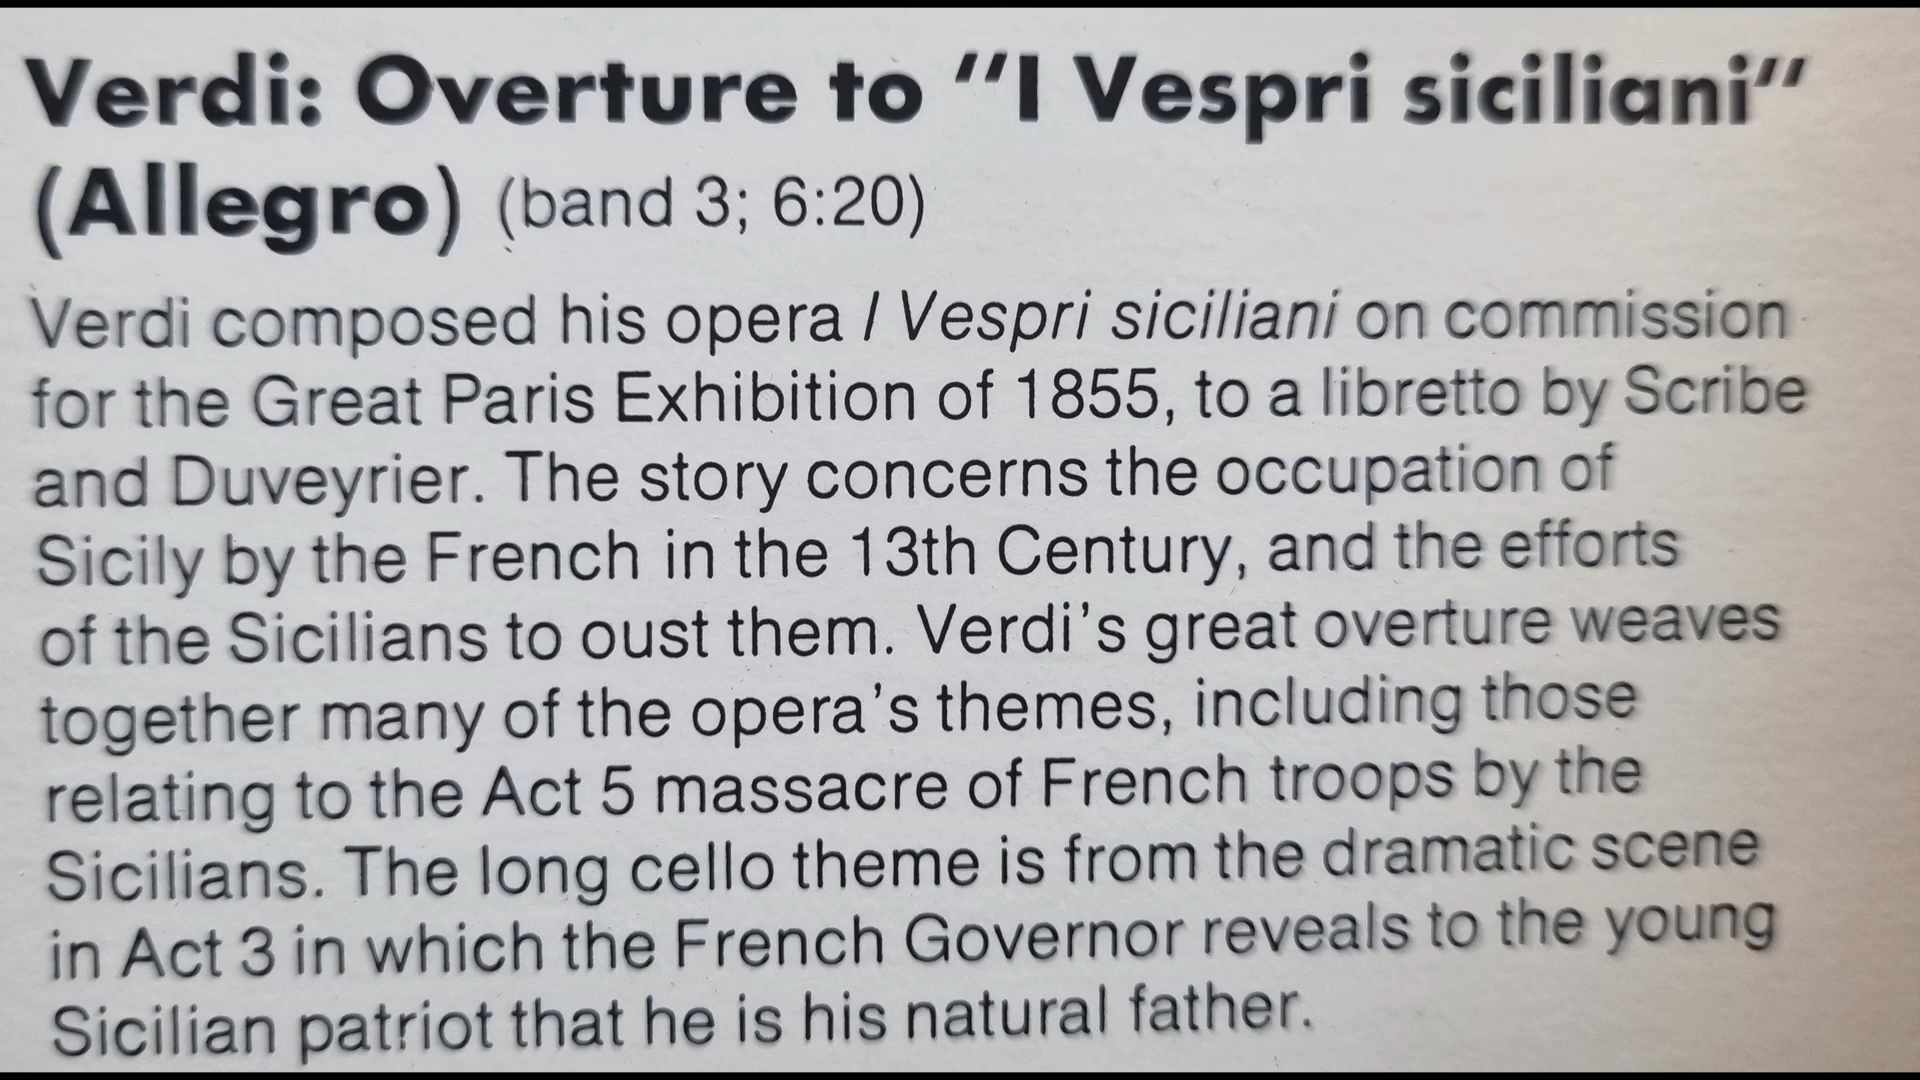 Verdi: Overture to "I Vespri siciliani"
(Allegro) (band 3; 6:20)
Verdi composed his opera I Vespri siciliani on commission
for the Great Paris Exhibition of 1855, to a libretto by Scribe
and Duveyrier. The story concerns the occupation of
Sicily by the French in the 13th Century, and the efforts
of the Sicilians to oust them. Verdi's great overture weaves
together many of the opera's themes, including those
relating to the Act 5 massacre of French troops by the
Sicilians. The long cello theme is from the dramatic scene
in Act 3 in which the French Governor reveals to the young
Sicilian patriot that he is his natural father.